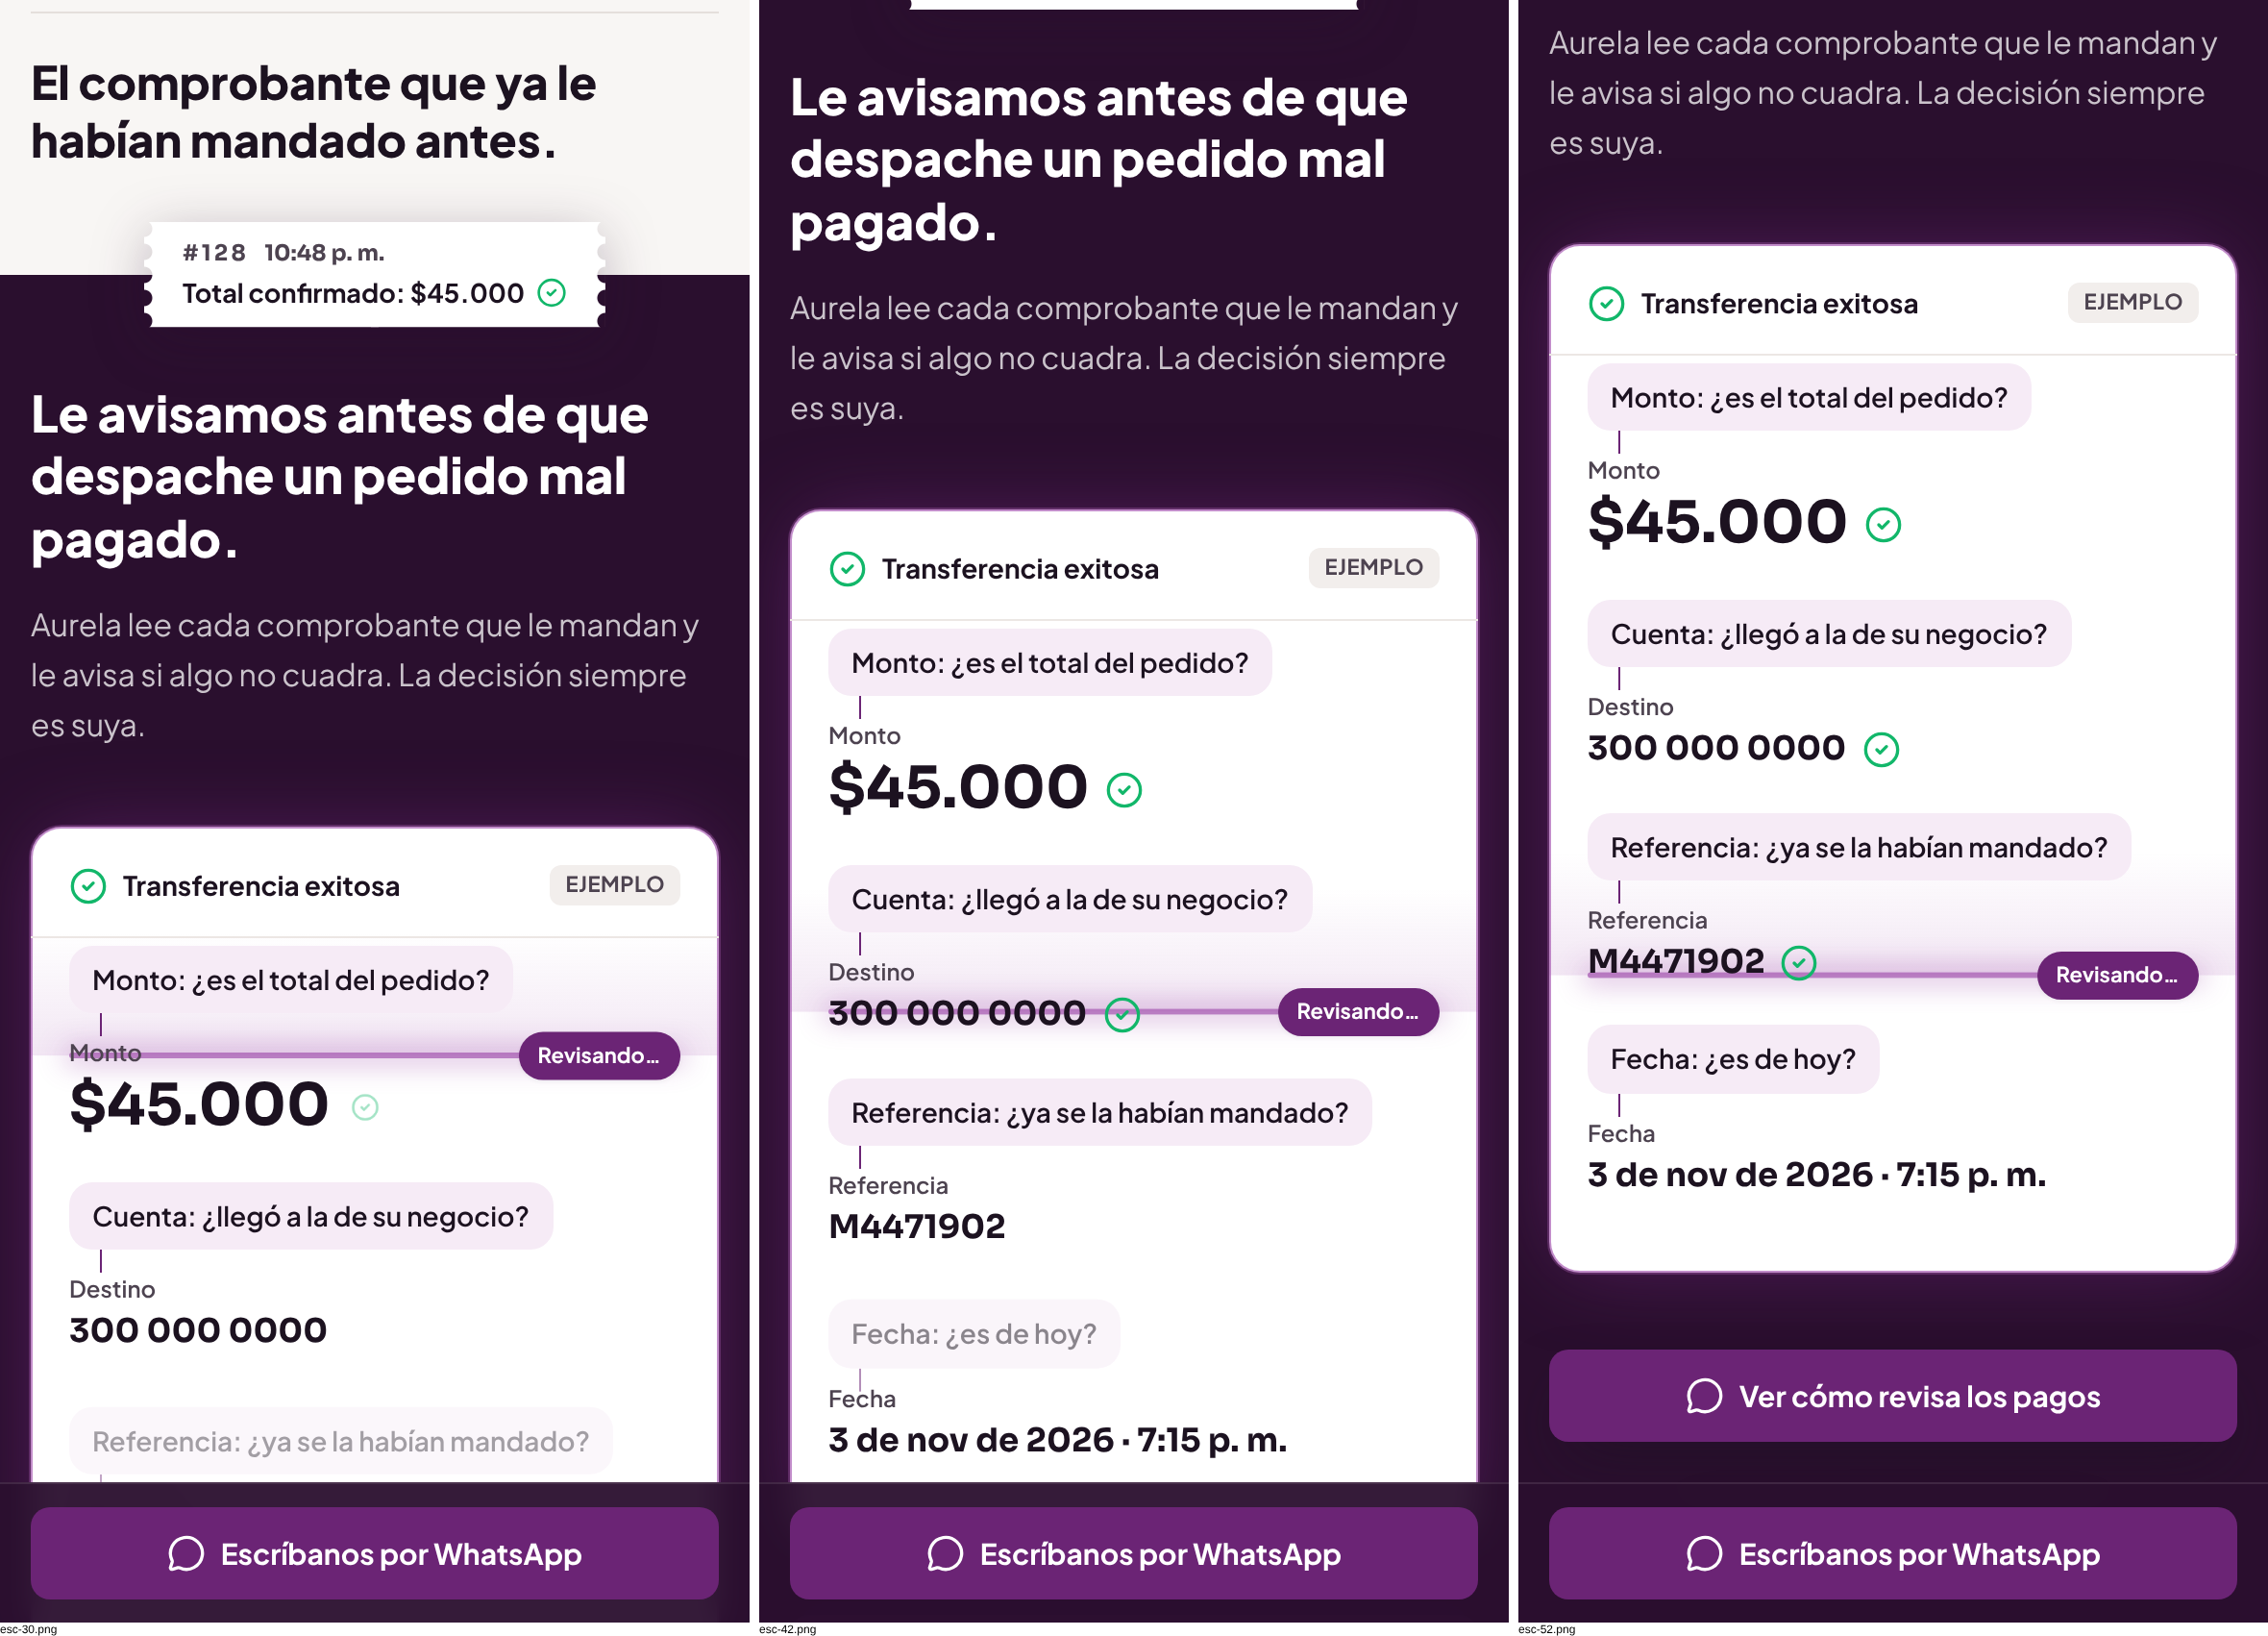 El comprobante que ya le
habían mandado antes.
#128 10:48 p. m.
Total confirmado: $45.000
Le avisamos antes de que
despache un pedido mal
pagado.
Aurela lee cada comprobante que le mandan y
le avisa si algo no cuadra. La decisión siempre
es suya.
Transferencia exitosa
EJEMPLO
Monto: ¿es el total del pedido?
Monto
Revisando...
$45.000
Cuenta: ¿llegó a la de su negocio?
Destino
300 000 0000
Referencia: ¿ya se la habían mandado?
Escríbanos por WhatsApp
esc-30.png
Le avisamos antes de que
despache un pedido mal
pagado.
Aurela lee cada comprobante que le mandan y
le avisa si algo no cuadra. La decisión siempre
es suya.
Transferencia exitosa
EJEMPLO
Monto: ¿es el total del pedido?
Monto
$45.000
Cuenta: ¿llegó a la de su negocio?
Destino
300 000 0000
Revisando...
Referencia: ¿ya se la habían mandado?
Referencia
M4471902
Fecha: ¿es de hoy?
Fecha
3 de nov de 2026 · 7:15 p. m.
Escríbanos por WhatsApp
esc-42.png
Aurela lee cada comprobante que le mandan y
le avisa si algo no cuadra. La decisión siempre
es suya.
Transferencia exitosa
EJEMPLO
Monto: ¿es el total del pedido?
Monto
$45.000
Cuenta: ¿llegó a la de su negocio?
Destino
300 000 0000
Referencia: ¿ya se la habían mandado?
Referencia
M4471902
Revisando...
Fecha: ¿es de hoy?
Fecha
3 de nov de 2026 · 7:15 p. m.
Ver cómo revisa los pagos
Escríbanos por WhatsApp
esc-52.png